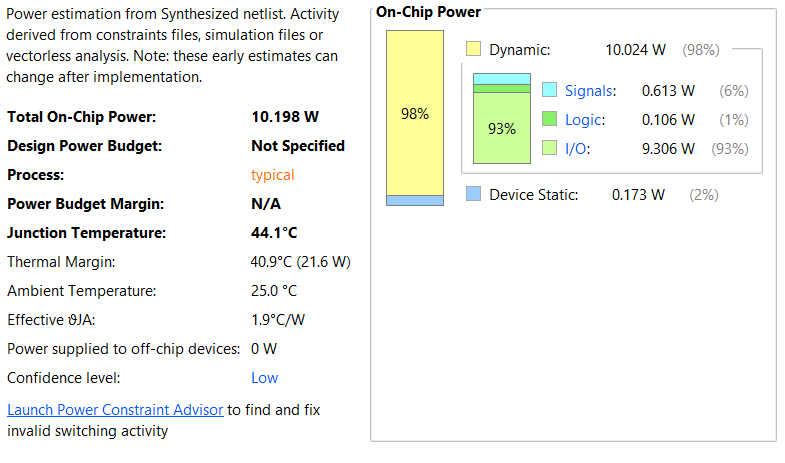 Power estimation from Synthesized netlist. Activity
derived from constraints files, simulation files or
vectorless analysis. Note: these early estimates can
change after implementation.
Total On-Chip Power: 10.198 W
Design Power Budget: Not Specified
Process: typical
Power Budget Margin: N/A
Junction Temperature: 44.1°C
Thermal Margin: 40.9°C (21.6 W)
Ambient Temperature: 25.0 °C
Effective ϑJA: 1.9°C/W
Power supplied to off-chip devices: 0 W
Confidence level: Low
Launch Power Constraint Advisor to find and fix
invalid switching activity
On-Chip Power
98%
Dynamic: 10.024 W (98%)
93%
Signals: 0.613 W (6%)
Logic: 0.106 W (1%)
I/O: 9.306 W (93%)
Device Static: 0.173 W (2%)